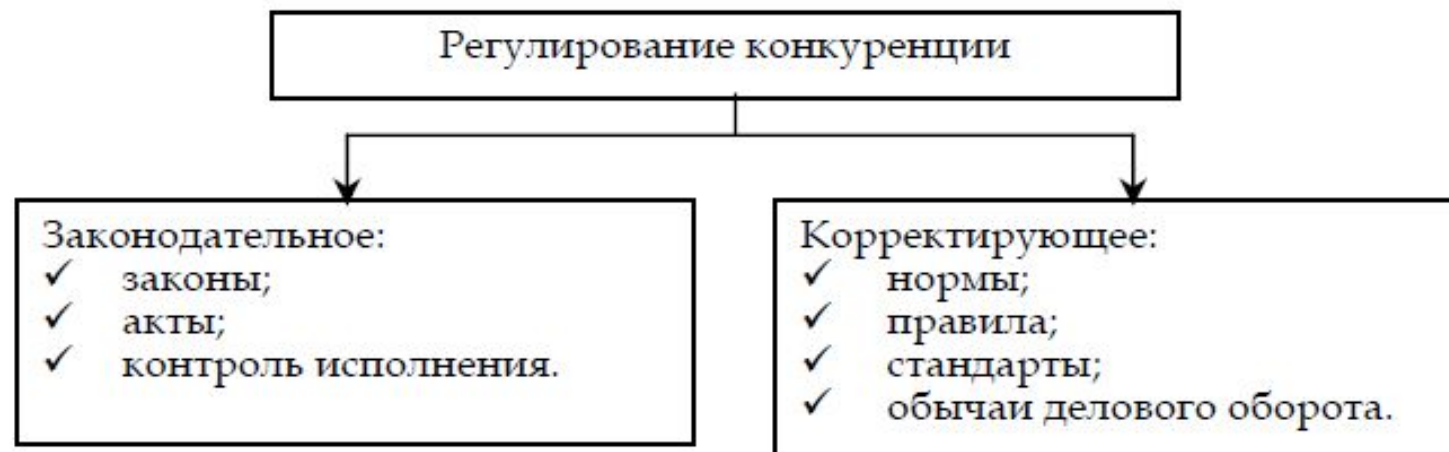 Регулирование конкуренции
Законодательное:
✓ законы;
✓ акты;
✓ контроль исполнения.
Корректирующее:
✓ нормы;
✓ правила;
✓ стандарты;
✓ обычаи делового оборота.